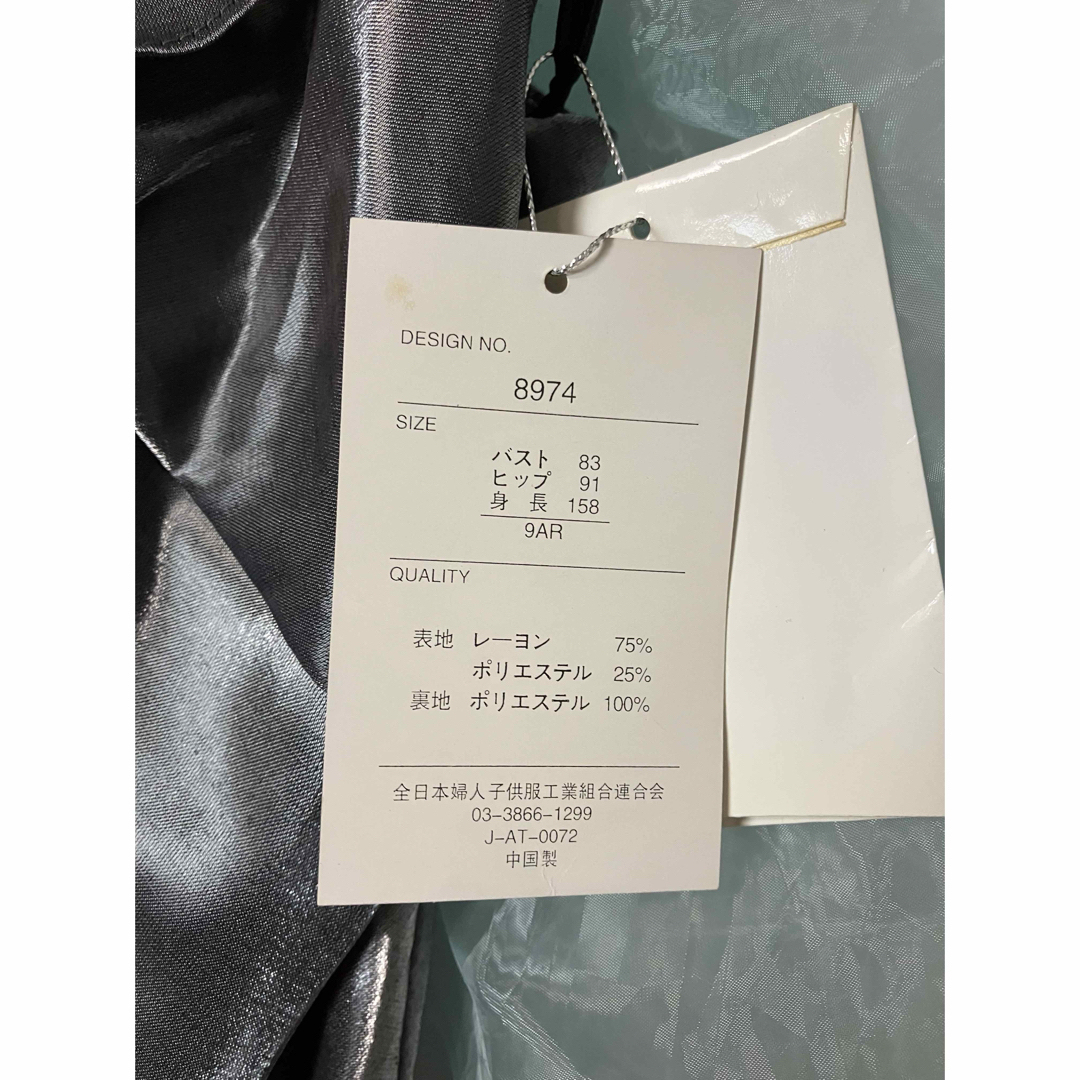 DESIGN NO.
8974
SIZE
バスト 83
ヒップ 91
身 長 158
9AR
QUALITY
表地 レーヨン 75%
ポリエステル 25%
裏地 ポリエステル 100%
全日本婦人子供服工業組合連合会
03-3866-1299
J-AT-0072
中国製